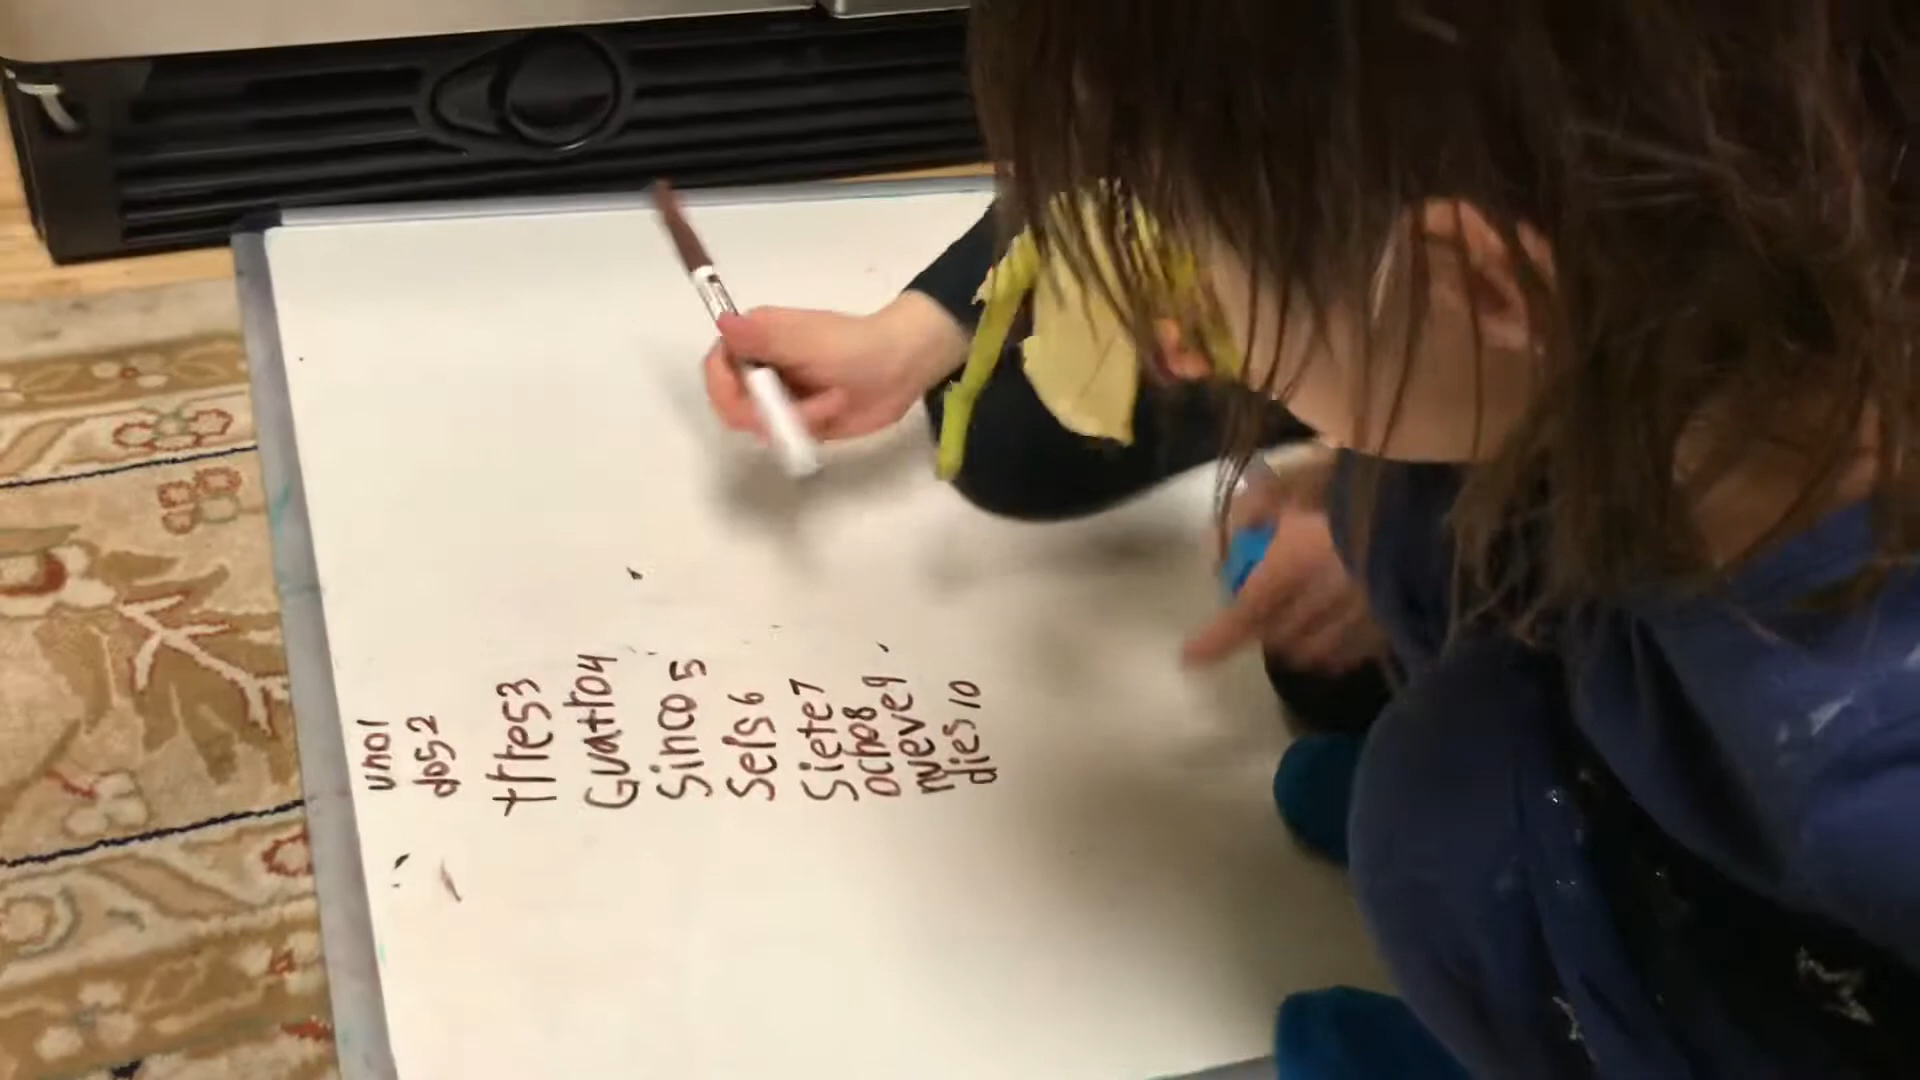 uno1
dos2
tres3
Guatro4
Sinco5
Seis6
Siete7
ocho8
nueve9
dies10